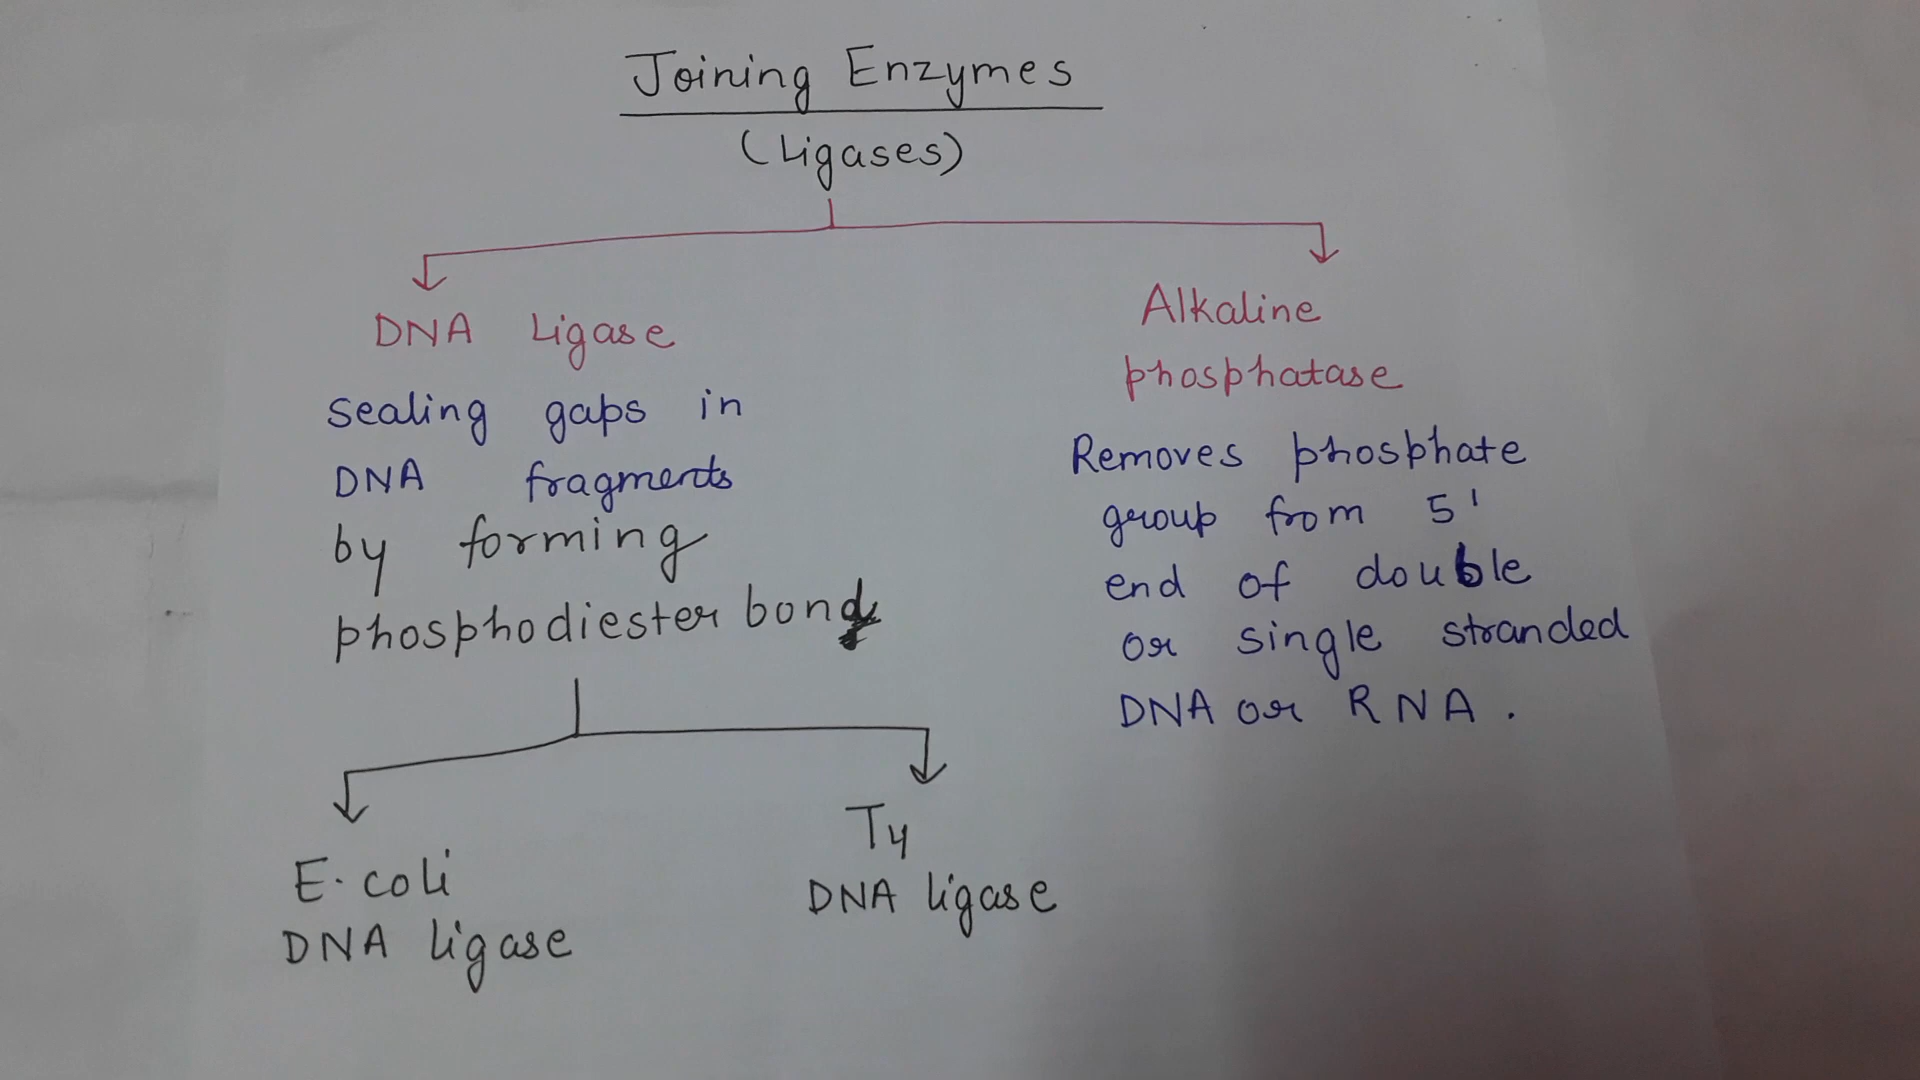 Joining Enzymes
(Ligases)
DNA Ligase
sealing gaps in
DNA fragments
by forming
phosphodiester bond
E. coli
DNA ligase
T4
DNA ligase
Alkaline
phosphatase
Removes phosphate
group from 5'
end of double
or single stranded
DNA or RNA.